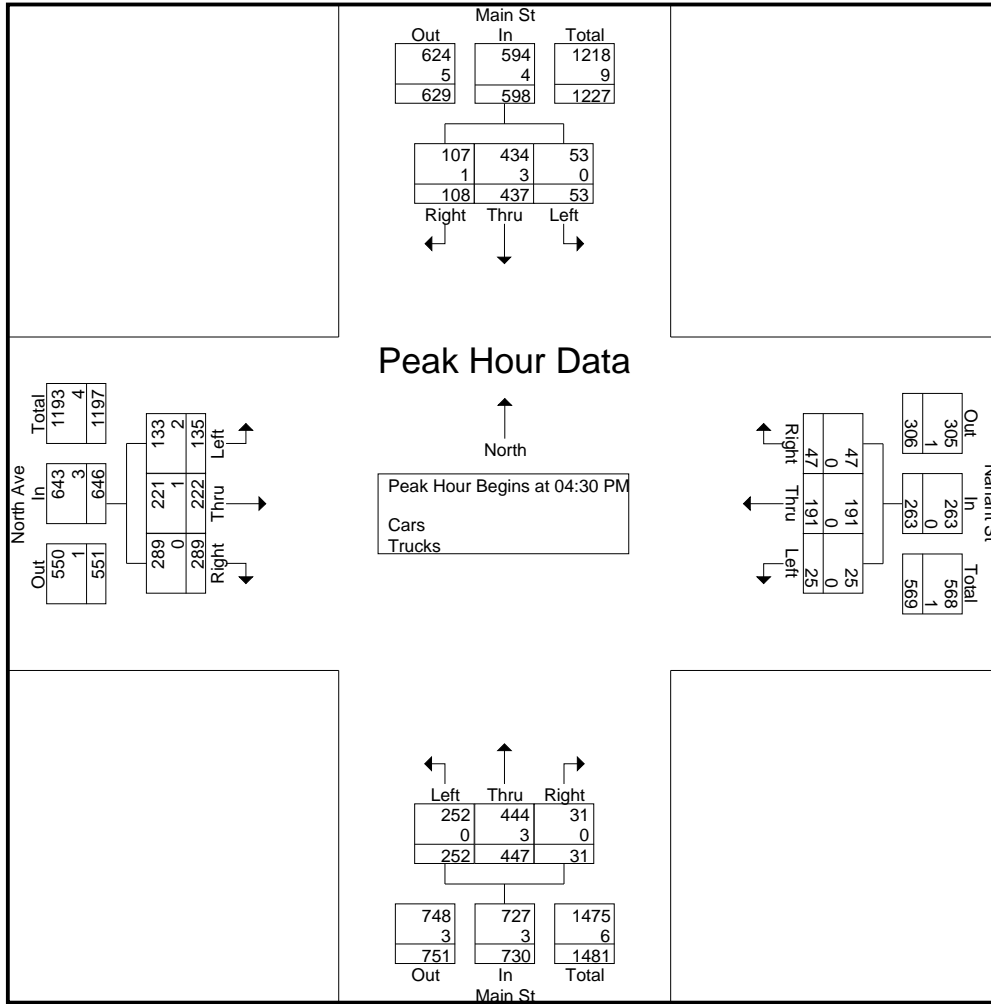 Main St
Out In Total
624 594 1218
5 4 9
629 598 1227
107 434 53
1 3 0
108 437 53
Right Thru Left
Peak Hour Data
North
Peak Hour Begins at 04:30 PM
Cars
Trucks
North Ave
Total In Out
1193 643 550
4 3 1
1197 646 551
133 221 289
2 1 0
135 222 289
Left Thru Right
Right Thru Left
47 191 25
0 0 0
47 191 25
Out In Total
305 263 568
1 0 1
306 263 569
Left Thru Right
252 444 31
0 3 0
252 447 31
748 727 1475
3 3 6
751 730 1481
Out In Total
Main St